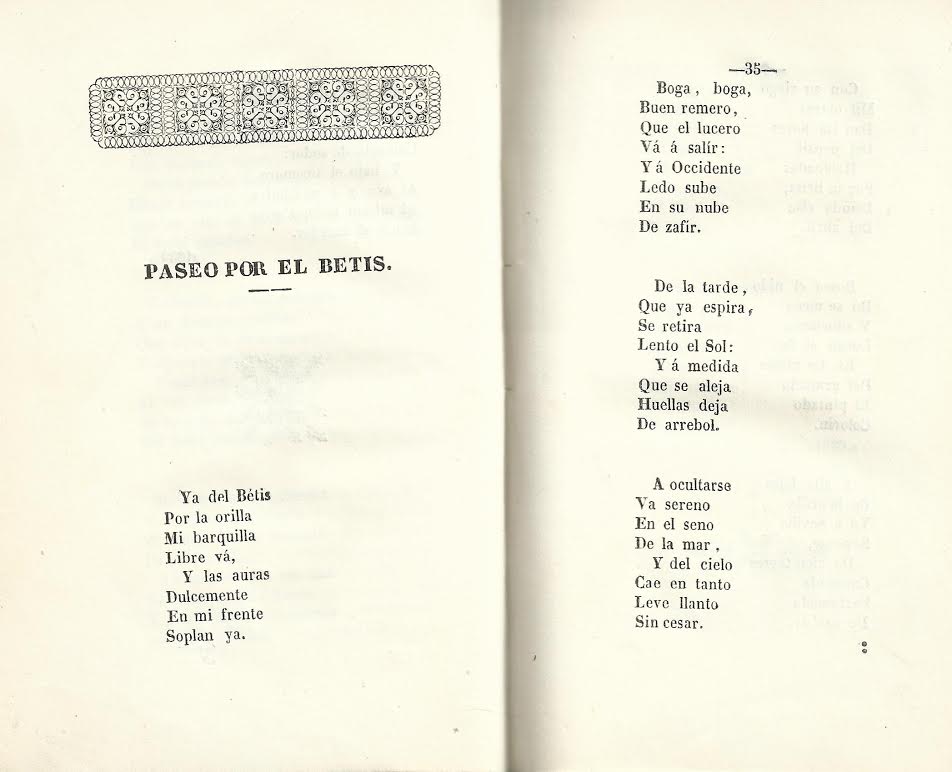 PASEO POR EL BETIS.
Ya del Bétis
Por la orilla
Mi barquilla
Libre vá,
Y las auras
Dulcemente
En mi frente
Soplan ya.
—35—
Boga, boga,
Buen remero,
Que el lucero
Vá á salír:
Yá Occidente
Ledo sube
En su nube
De zafír.
De la tarde,
Que ya espira,
Se retira
Lento el Sol:
Y á medida
Que se aleja
Huellas deja
De arrebol.
A ocultarse
Va sereno
En el seno
De la mar,
Y del cielo
Cae en tanto
Leve llanto
Sin cesar.